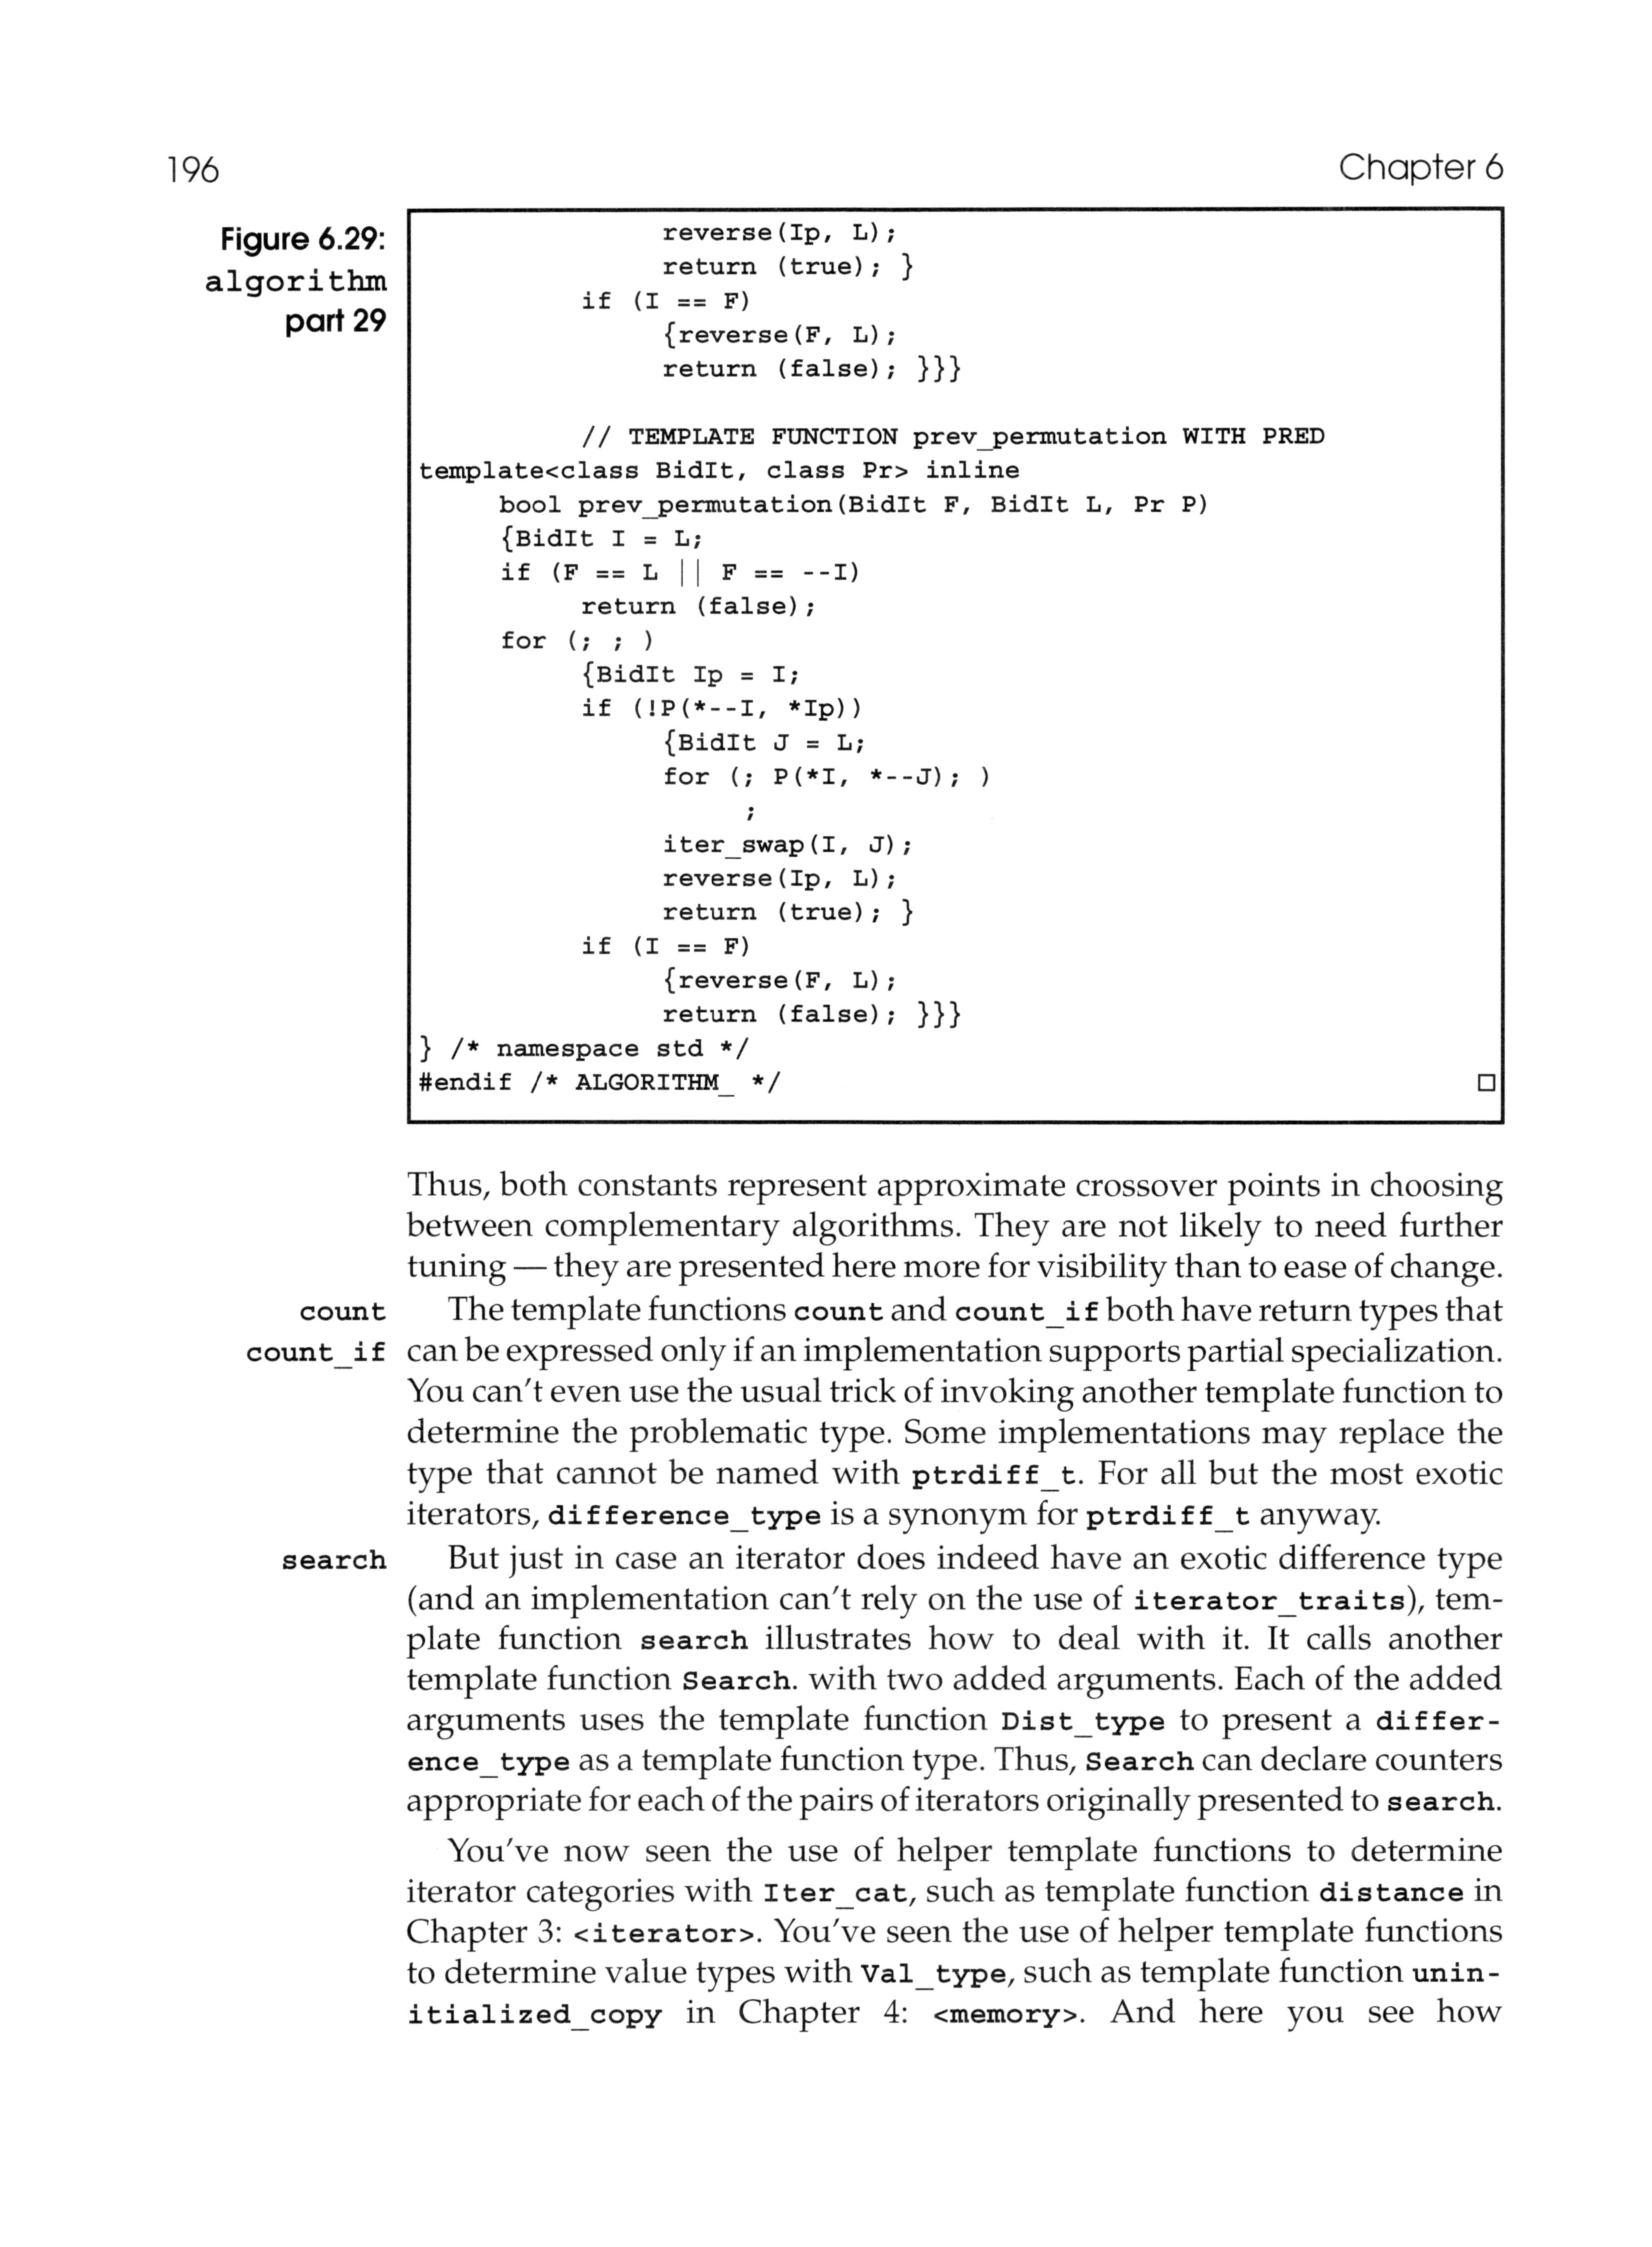 196
Chapter 6
Figure 6.29:
algorithm
part 29
reverse(Ip, L);
return (true); }
if (I == F)
{reverse(F, L);
return (false); }}}
// TEMPLATE FUNCTION prev_permutation WITH PRED
template<class BidIt, class Pr> inline
bool prev_permutation(BidIt F, BidIt L, Pr P)
{BidIt I = L;
if (F == L || F == --I)
return (false);
for (; ; )
{BidIt Ip = I;
if (!P(*--I, *Ip))
{BidIt J = L;
for (; P(*I, *--J); )
;
iter_swap(I, J);
reverse(Ip, L);
return (true); }
if (I == F)
{reverse(F, L);
return (false); }}}
} /* namespace std */
#endif /* ALGORITHM_ */ □
Thus, both constants represent approximate crossover points in choosing
between complementary algorithms. They are not likely to need further
tuning — they are presented here more for visibility than to ease of change.
count The template functions count and count_if both have return types that
count_if can be expressed only if an implementation supports partial specialization.
You can't even use the usual trick of invoking another template function to
determine the problematic type. Some implementations may replace the
type that cannot be named with ptrdiff_t. For all but the most exotic
iterators, difference_type is a synonym for ptrdiff_t anyway.
search But just in case an iterator does indeed have an exotic difference type
(and an implementation can't rely on the use of iterator_traits), tem-
plate function search illustrates how to deal with it. It calls another
template function Search. with two added arguments. Each of the added
arguments uses the template function Dist_type to present a differ-
ence_type as a template function type. Thus, Search can declare counters
appropriate for each of the pairs of iterators originally presented to search.
You've now seen the use of helper template functions to determine
iterator categories with Iter_cat, such as template function distance in
Chapter 3: <iterator>. You've seen the use of helper template functions
to determine value types with Val_type, such as template function unin-
itialized_copy in Chapter 4: <memory>. And here you see how